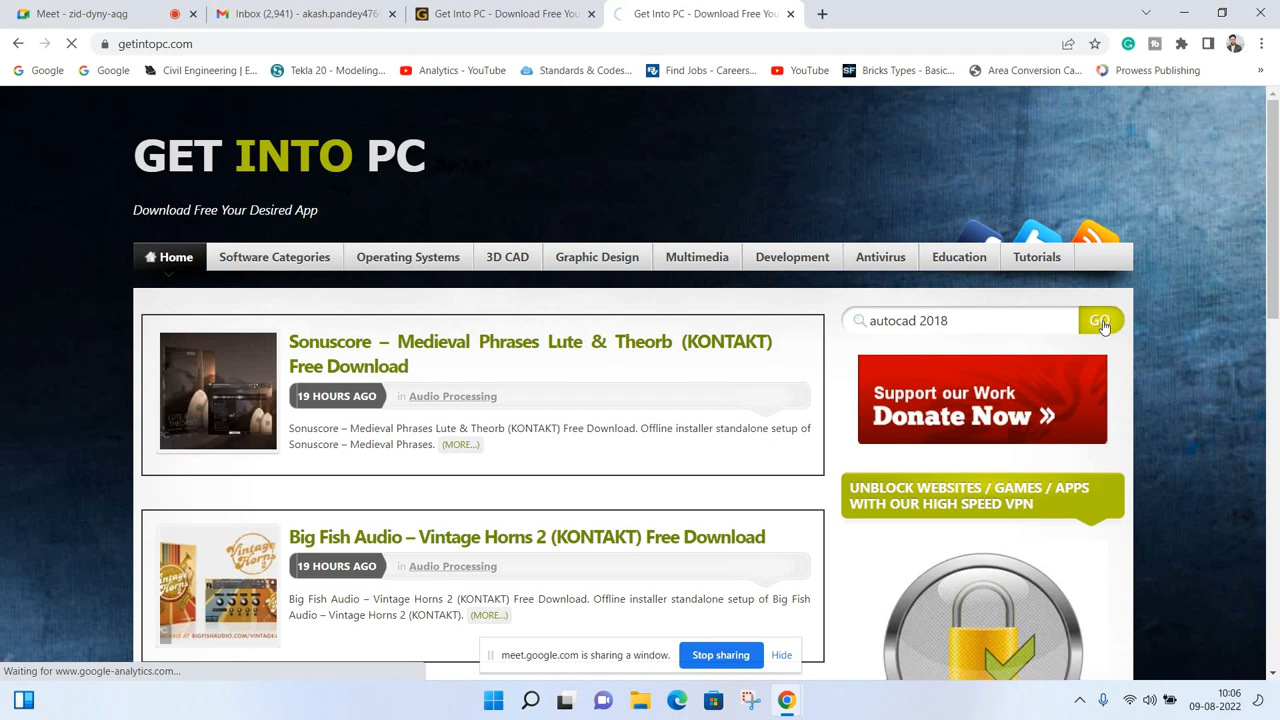 Meet - zid-dyny-aqg
Inbox (2,941) - akash.pandey476
Get Into PC - Download Free You
Get Into PC - Download Free You
getintopc.com
Google
Google
Civil Engineering | E...
Tekla 20 - Modeling...
Analytics - YouTube
Standards & Codes...
Find Jobs - Careers...
YouTube
Bricks Types - Basic...
Area Conversion Ca...
Prowess Publishing
»
GET INTO PC
Download Free Your Desired App
Home
Software Categories
Operating Systems
3D CAD
Graphic Design
Multimedia
Development
Antivirus
Education
Tutorials
autocad 2018
GO
Sonuscore – Medieval Phrases Lute & Theorb (KONTAKT)
Free Download
19 HOURS AGO
in Audio Processing
Sonuscore – Medieval Phrases Lute & Theorb (KONTAKT) Free Download. Offline installer standalone setup of
Sonuscore – Medieval Phrases. (MORE...)
Support our Work
Donate Now »
UNBLOCK WEBSITES / GAMES / APPS
WITH OUR HIGH SPEED VPN
Big Fish Audio – Vintage Horns 2 (KONTAKT) Free Download
19 HOURS AGO
in Audio Processing
Big Fish Audio – Vintage Horns 2 (KONTAKT) Free Download. Offline installer standalone setup of Big Fish
Audio – Vintage Horns 2 (KONTAKT). (MORE...)
meet.google.com is sharing a window.
Stop sharing
Hide
Waiting for www.google-analytics.com...
10:06
09-08-2022